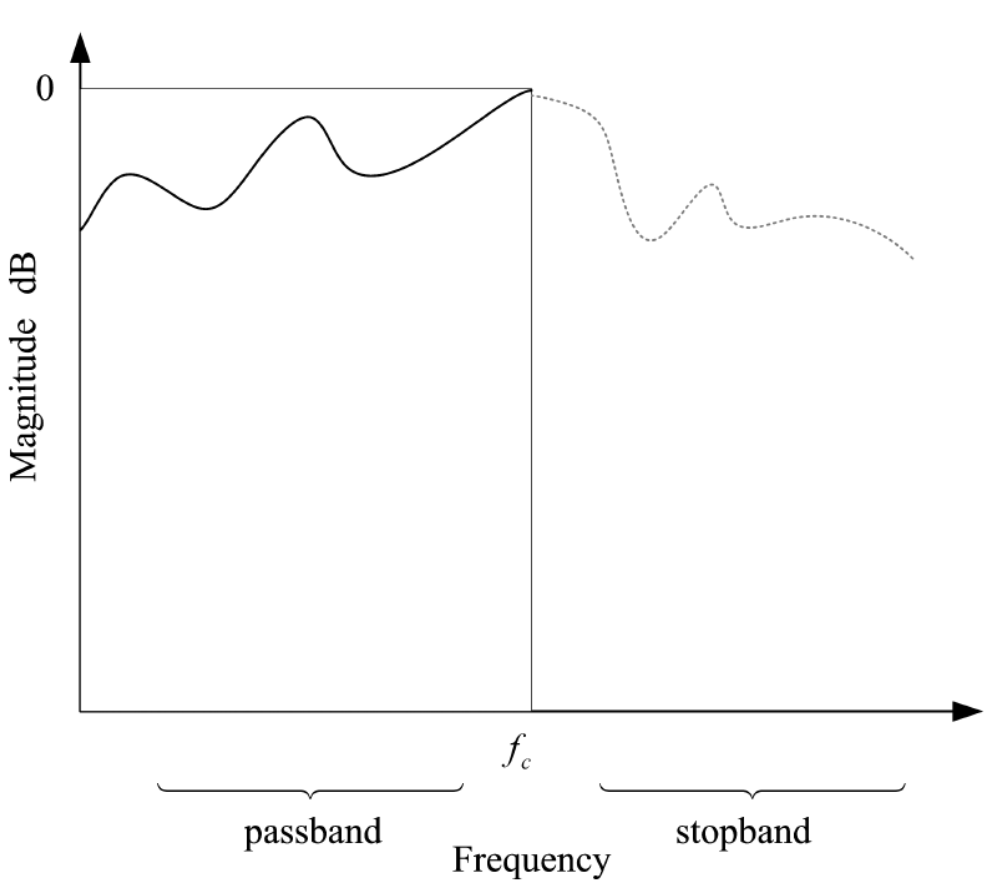 0
Magnitude dB
f_c
passband
stopband
Frequency